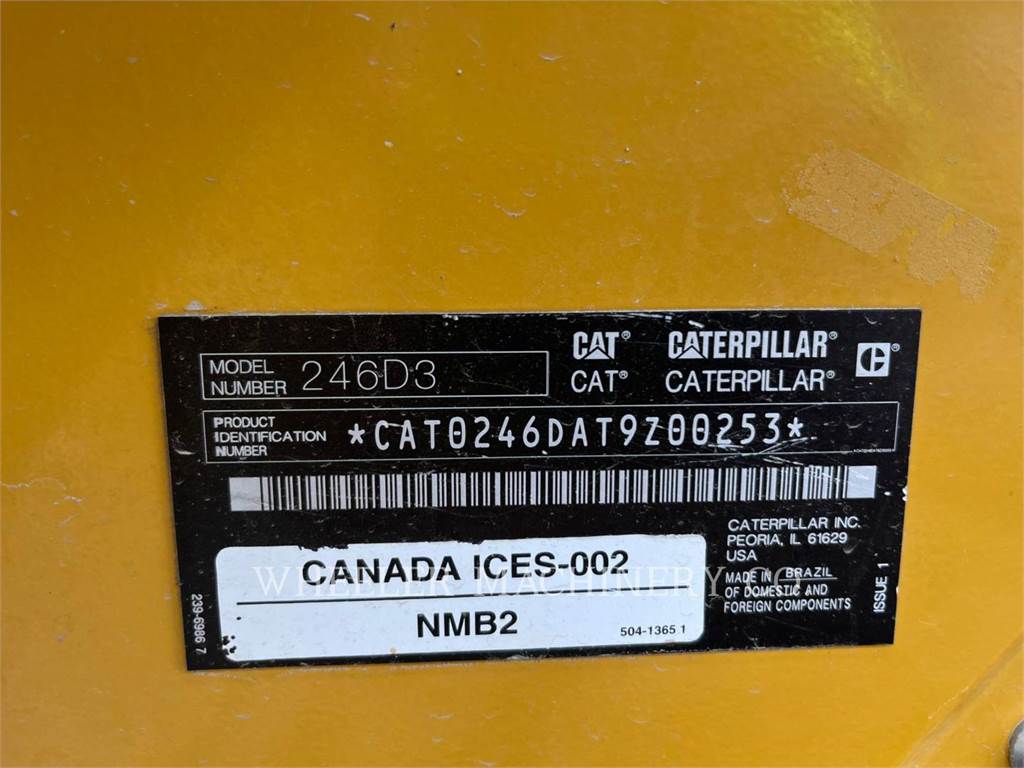 MODEL NUMBER 246D3
CAT® CATERPILLAR®
CAT® CATERPILLAR®
C ®
PRODUCT
IDENTIFICATION
NUMBER
*CAT0246DAT9Z00253*
CATERPILLAR INC.
PEORIA, IL 61629
USA
MADE IN BRAZIL
OF DOMESTIC AND
FOREIGN COMPONENTS
ISSUE 1
CANADA ICES-002
NMB2
504-1365 1
239-6986 7
WHEELER MACHINERY CO.